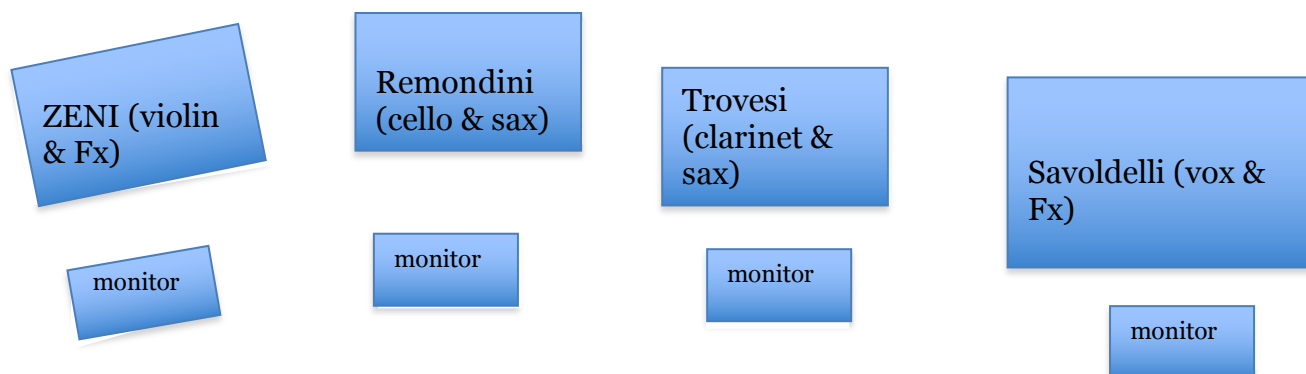 ZENI (violin
& Fx)
Remondini
(cello & sax)
Trovesi
(clarinet &
sax)
Savoldelli (vox &
Fx)
monitor
monitor
monitor
monitor